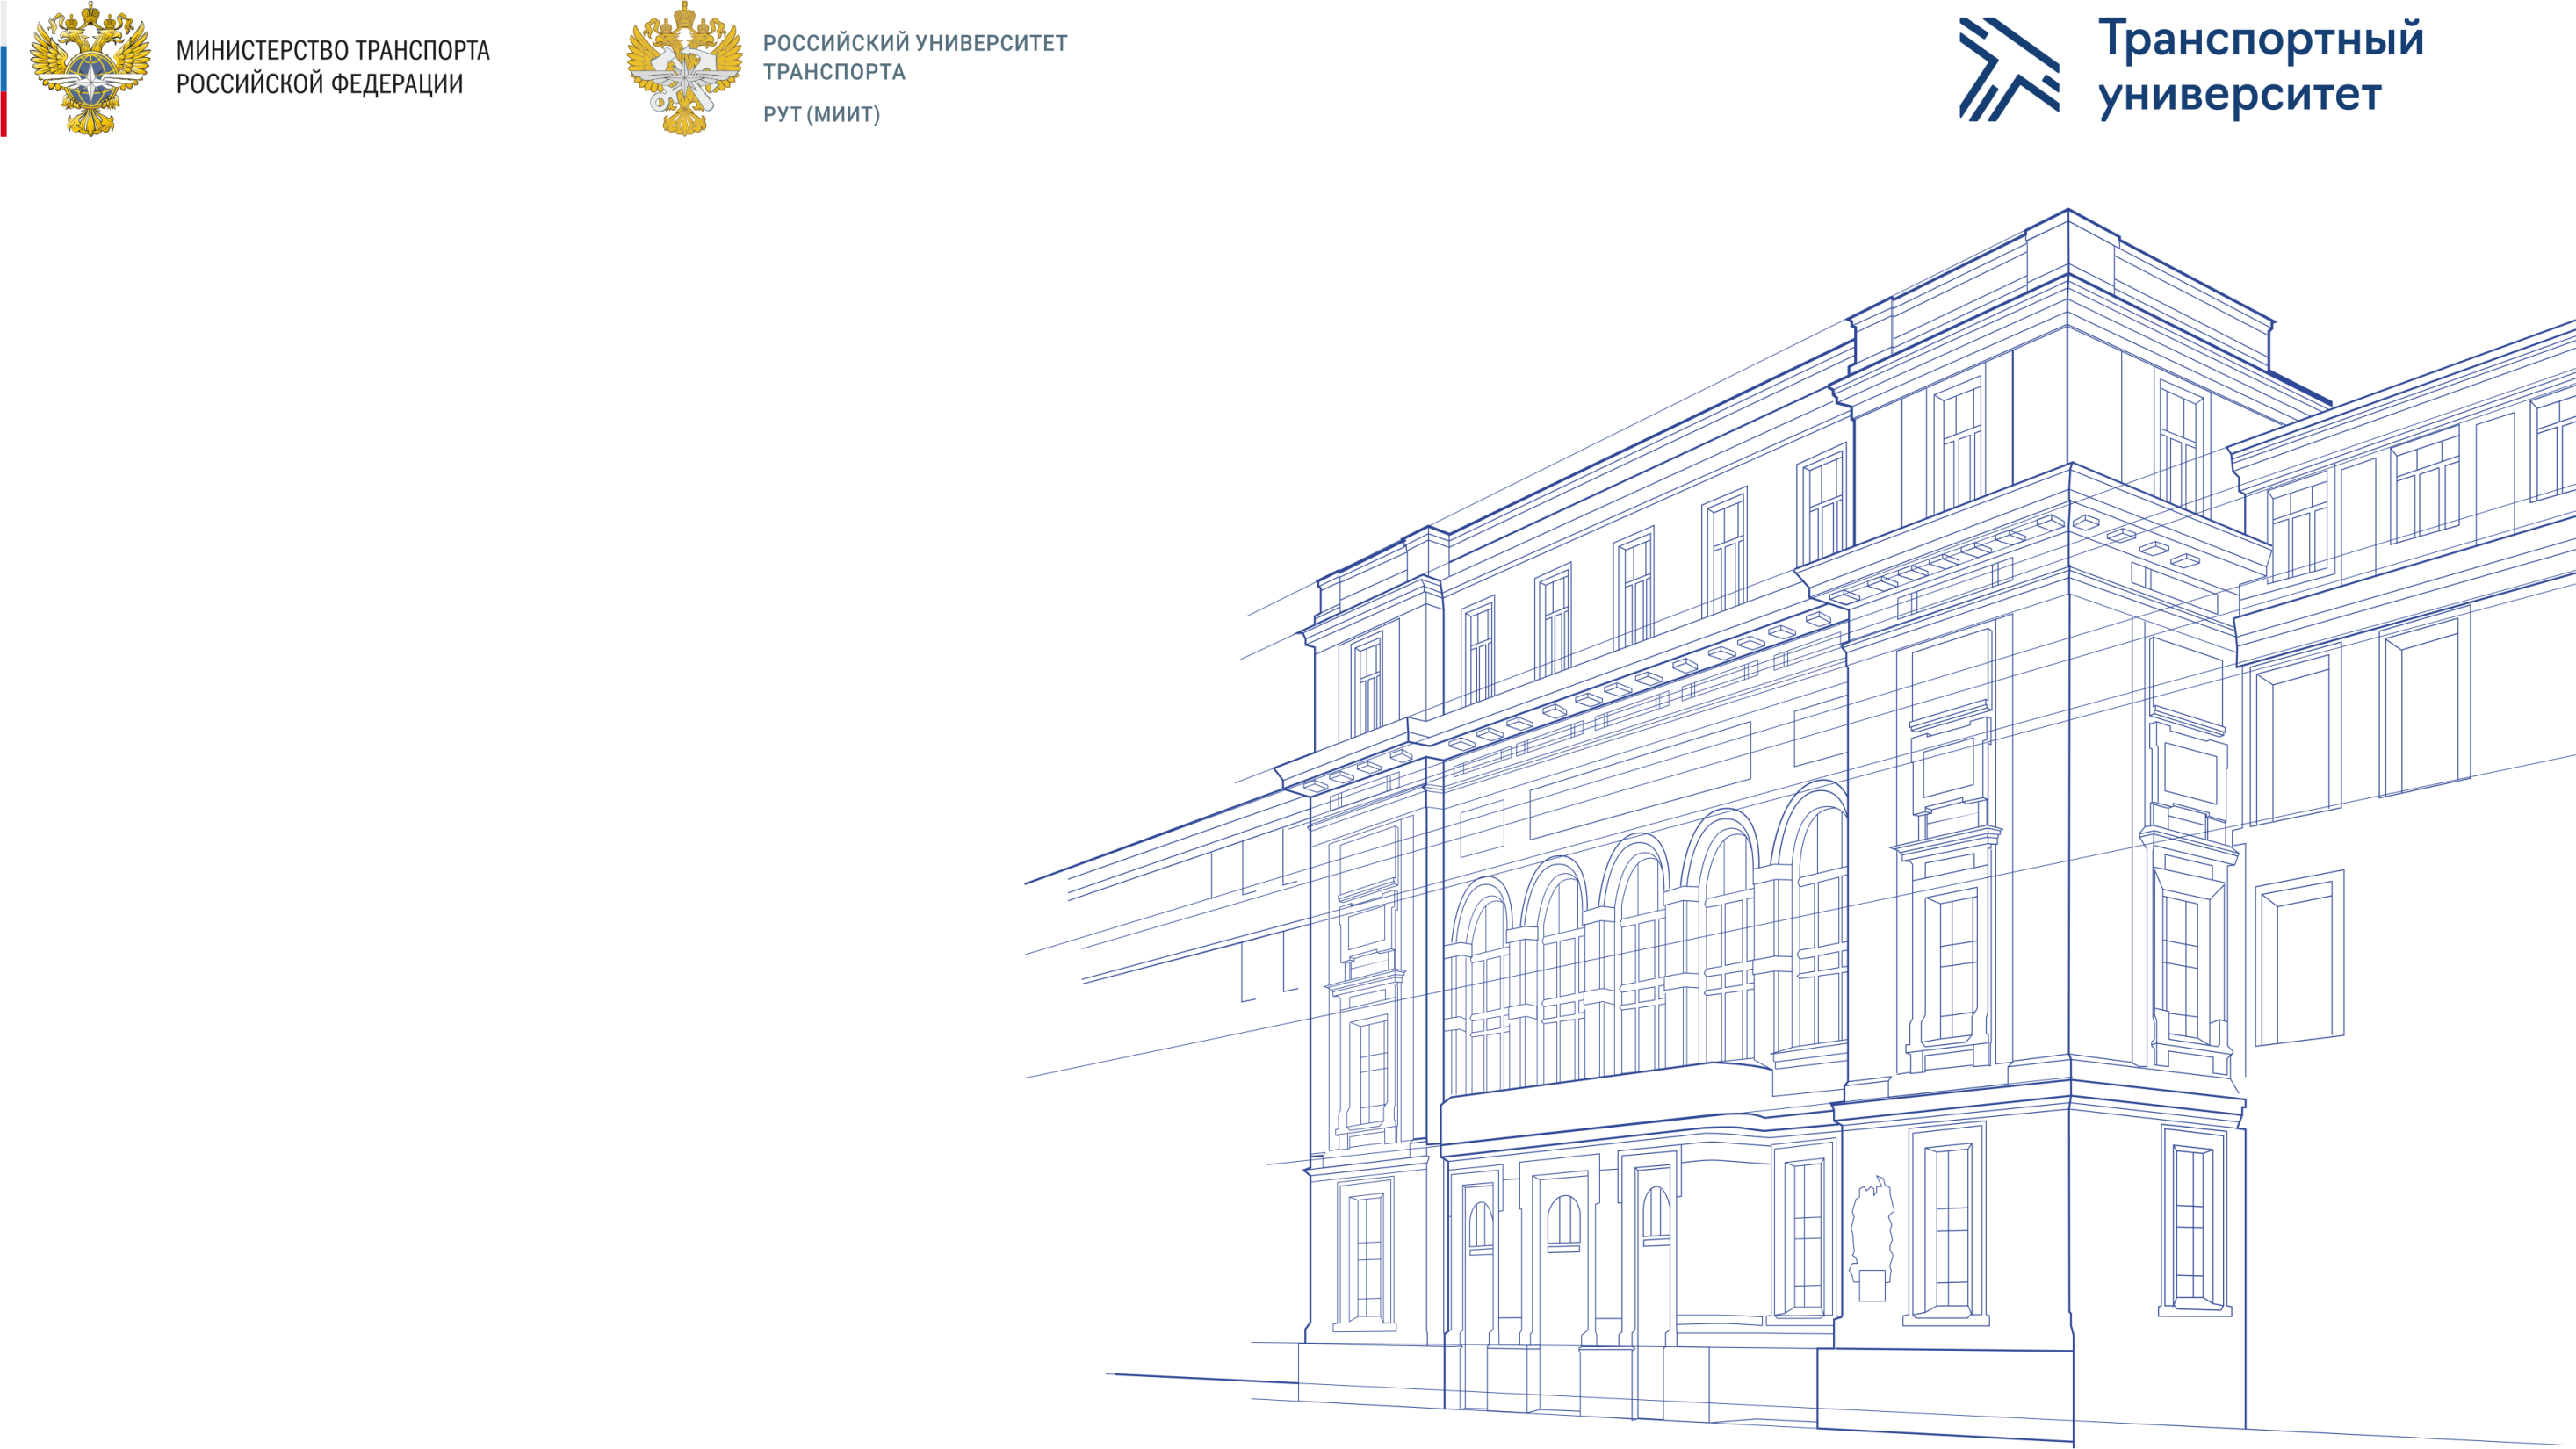 МИНИСТЕРСТВО ТРАНСПОРТА
РОССИЙСКОЙ ФЕДЕРАЦИИ
РОССИЙСКИЙ УНИВЕРСИТЕТ
ТРАНСПОРТА
РУТ (МИИТ)
Транспортный
университет